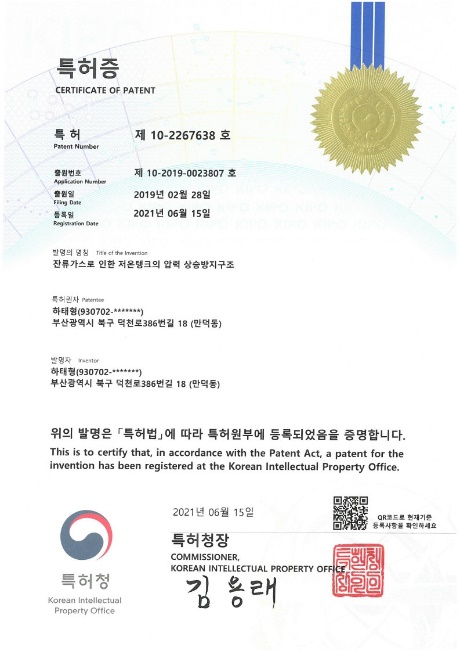 특허증
CERTIFICATE OF PATENT
특 허 제 10-2267638 호
Patent Number
출원번호 제 10-2019-0023807 호
Application Number
출원일 2019년 02월 28일
Filing Date
등록일 2021년 06월 15일
Registration Date
발명의 명칭 Title of the Invention
잔류가스로 인한 저온탱크의 압력 상승방지구조
특허권자 Patentee
하태형(930702-*******)
부산광역시 북구 덕천로386번길 18 (만덕동)
발명자 Inventor
하태형(930702-*******)
부산광역시 북구 덕천로386번길 18 (만덕동)
위의 발명은 「특허법」에 따라 특허원부에 등록되었음을 증명합니다.
This is to certify that, in accordance with the Patent Act, a patent for the
invention has been registered at the Korean Intellectual Property Office.
2021년 06월 15일
QR코드로 현재기준
등록사항을 확인하세요
특허청장
COMMISSIONER,
KOREAN INTELLECTUAL PROPERTY OFFICE
김용래
특허청
Korean Intellectual
Property Office